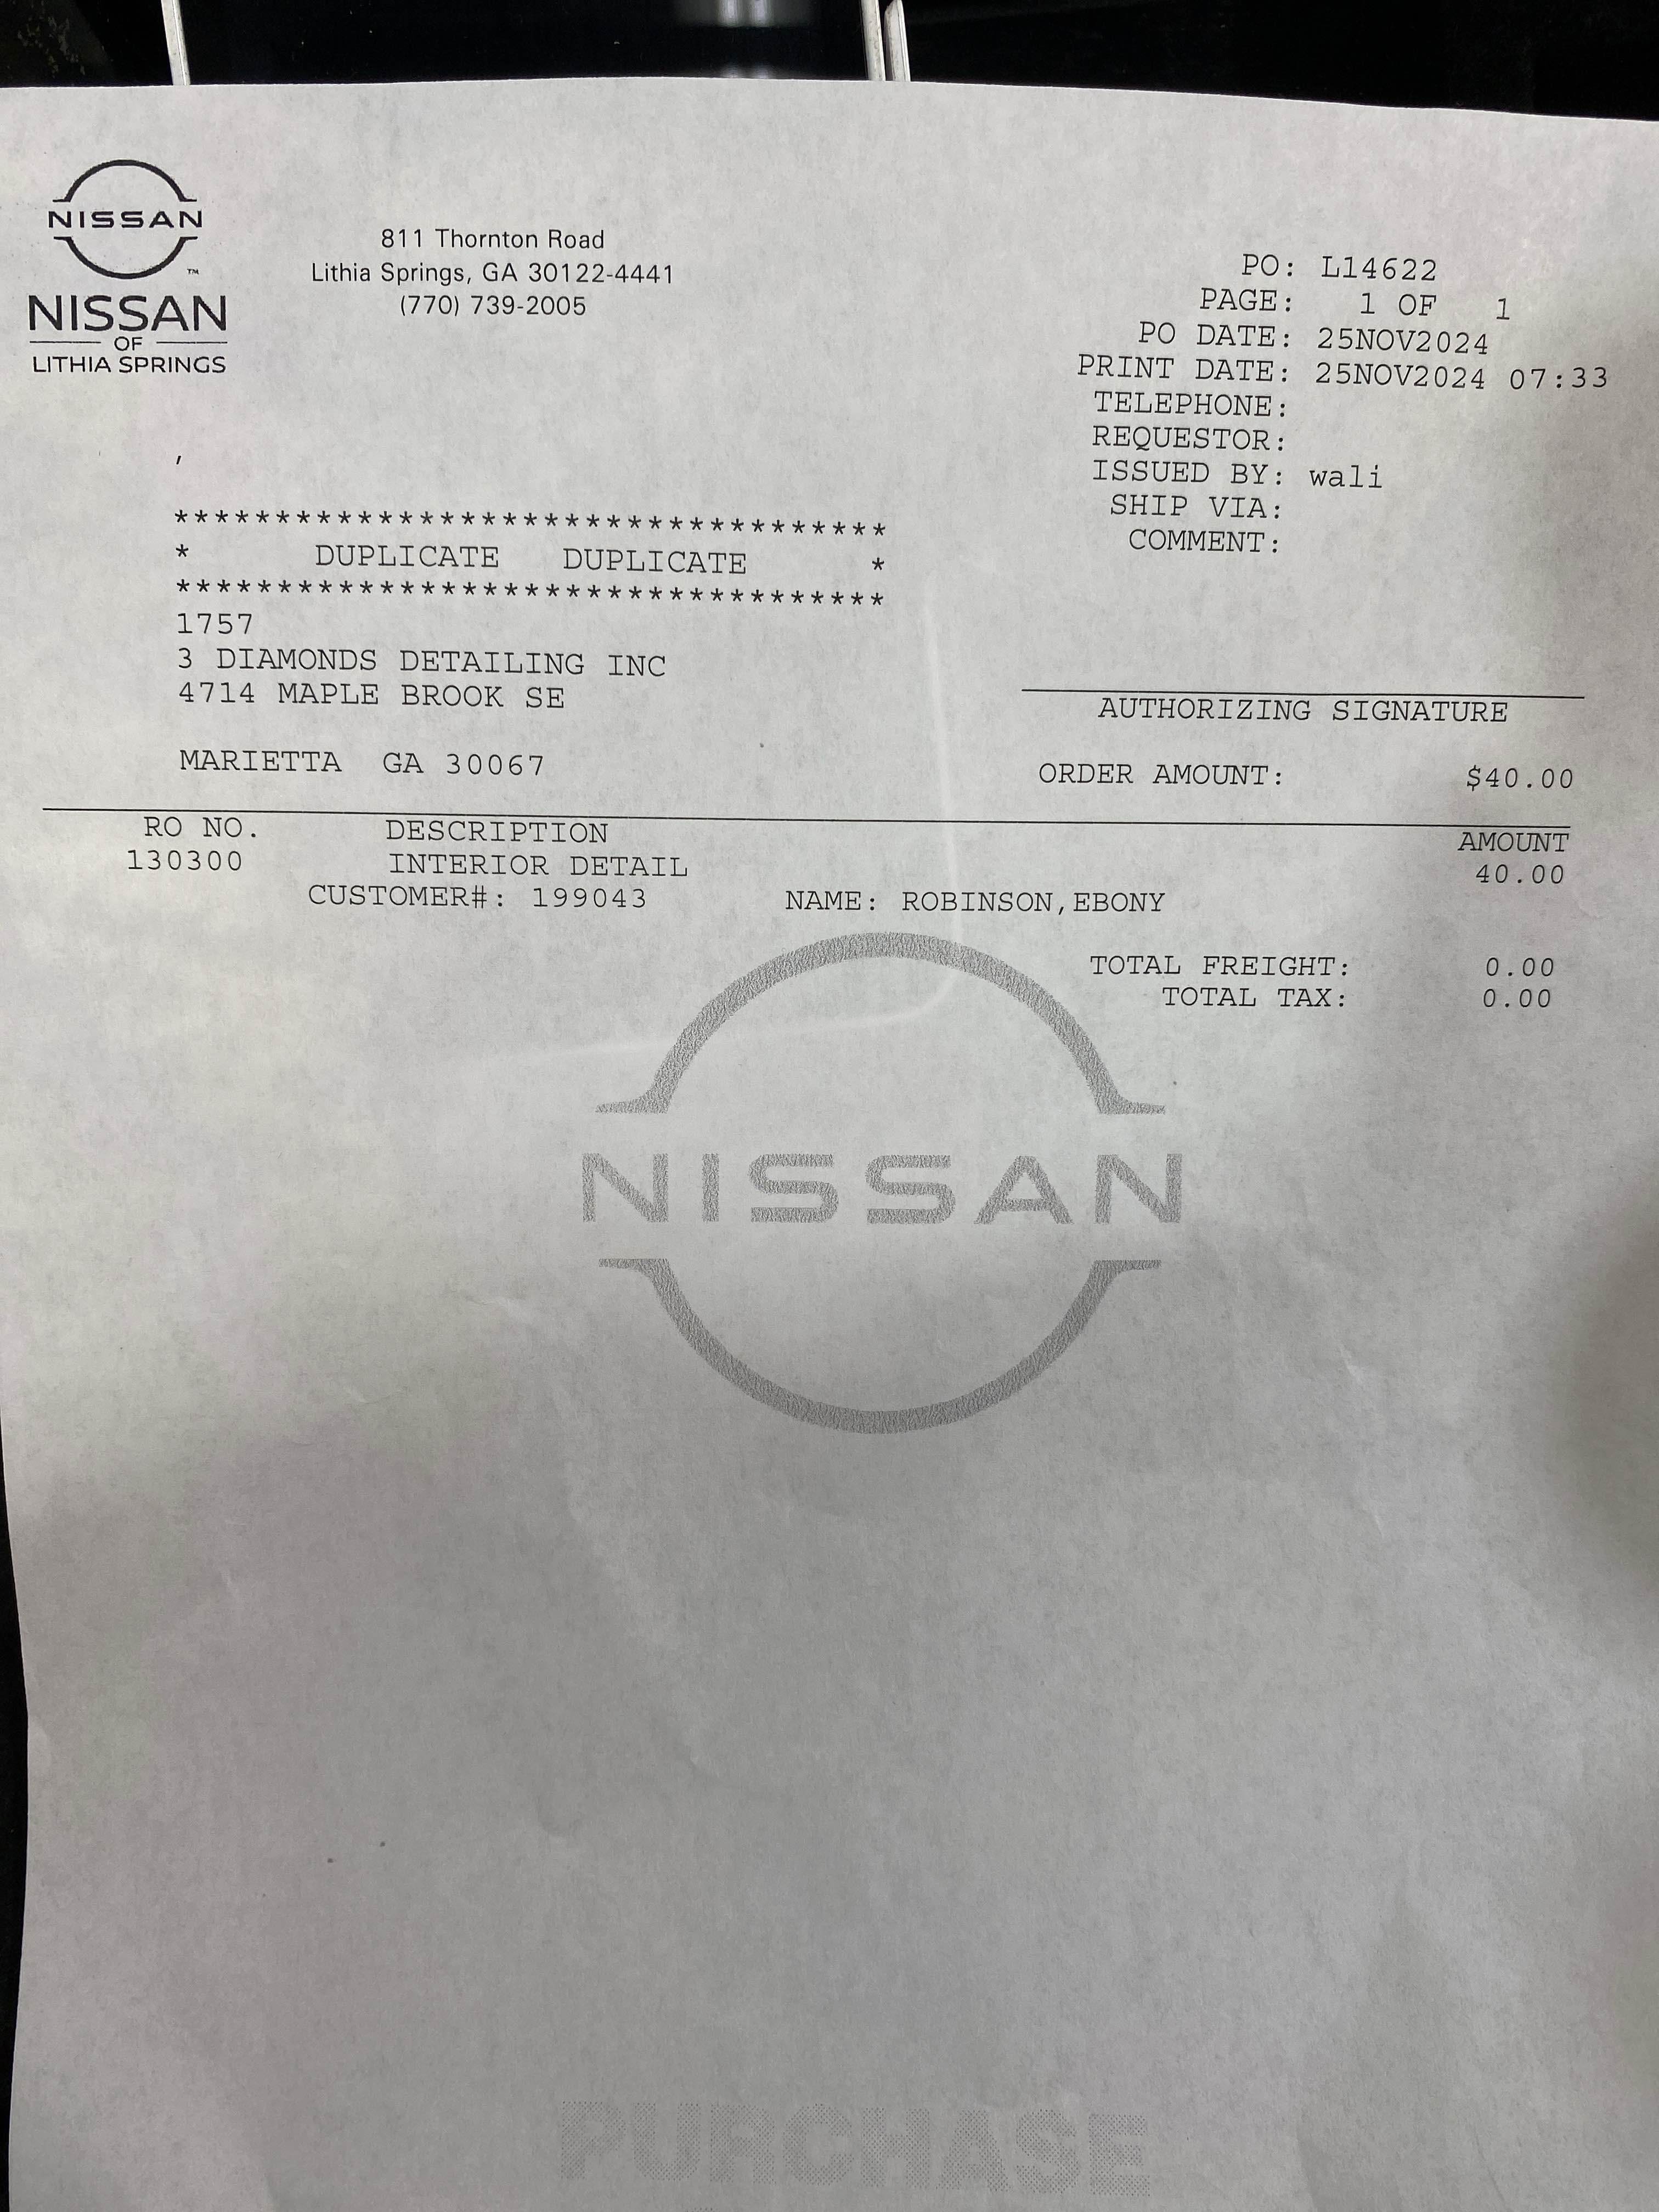 NISSAN
™
NISSAN
OF
LITHIA SPRINGS
811 Thornton Road
Lithia Springs, GA 30122-4441
(770) 739-2005
PO: L14622
PAGE: 1 OF 1
PO DATE: 25NOV2024
PRINT DATE: 25NOV2024 07:33
TELEPHONE:
REQUESTOR:
ISSUED BY: wali
SHIP VIA:
COMMENT:
,
***********************************
* DUPLICATE DUPLICATE *
***********************************
1757
3 DIAMONDS DETAILING INC
4714 MAPLE BROOK SE
MARIETTA GA 30067
AUTHORIZING SIGNATURE
ORDER AMOUNT: $40.00
RO NO. DESCRIPTION AMOUNT
130300 INTERIOR DETAIL 40.00
CUSTOMER#: 199043 NAME: ROBINSON,EBONY
TOTAL FREIGHT: 0.00
TOTAL TAX: 0.00
NISSAN
PURCHASE